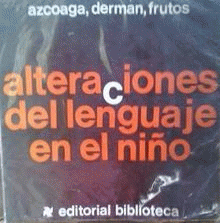 azcoaga, derman, frutos
alteraciones
del lenguaje
en el niño
editorial biblioteca